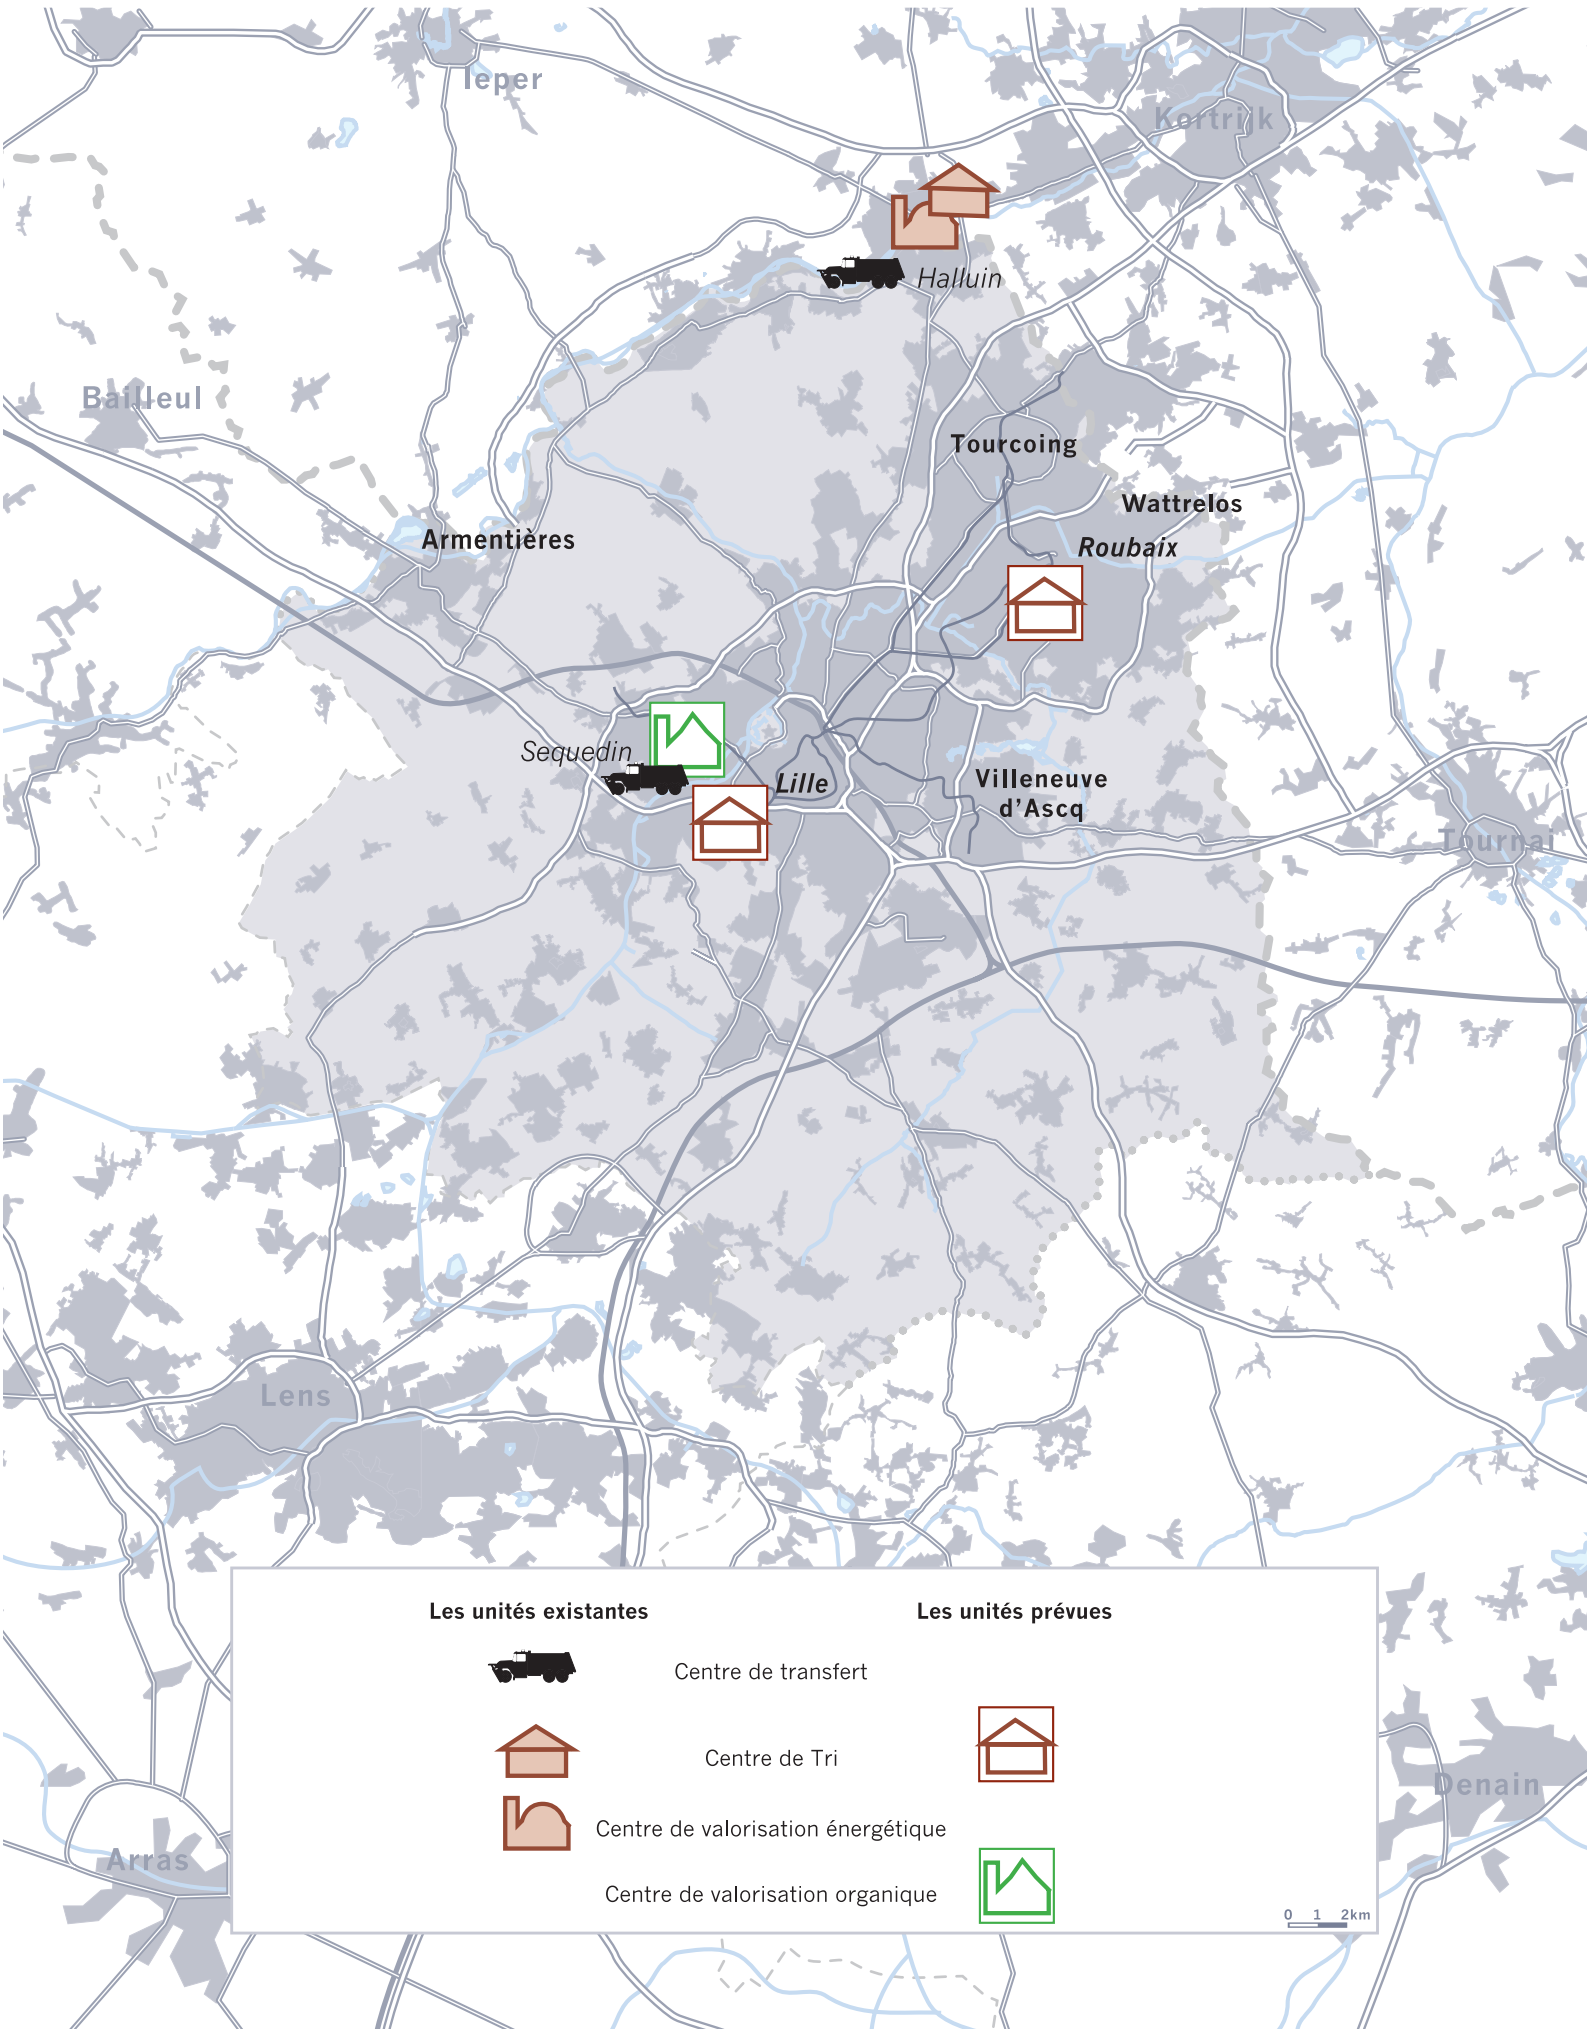 Ieper
Kortrijk
Halluin
Bailleul
Tourcoing
Wattrelos
Armentières
Roubaix
Sequedin
Lille
Villeneuve
d'Ascq
Tournai
Lens
Les unités existantes
Les unités prévues
Centre de transfert
Centre de Tri
Centre de valorisation énergétique
Centre de valorisation organique
Denain
Arras
0 1 2km